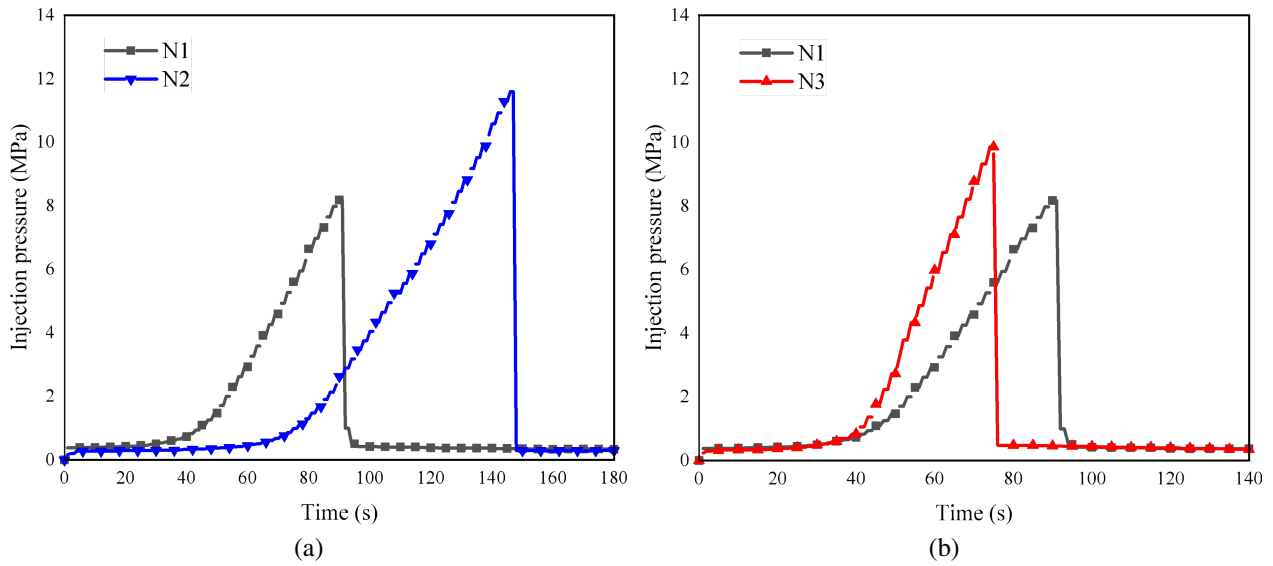 14
12
10
8
6
4
2
0
Injection pressure (MPa)
N1
N2
0 20 40 60 80 100 120 140 160 180
Time (s)
(a)
14
12
10
8
6
4
2
0
Injection pressure (MPa)
N1
N3
0 20 40 60 80 100 120 140
Time (s)
(b)